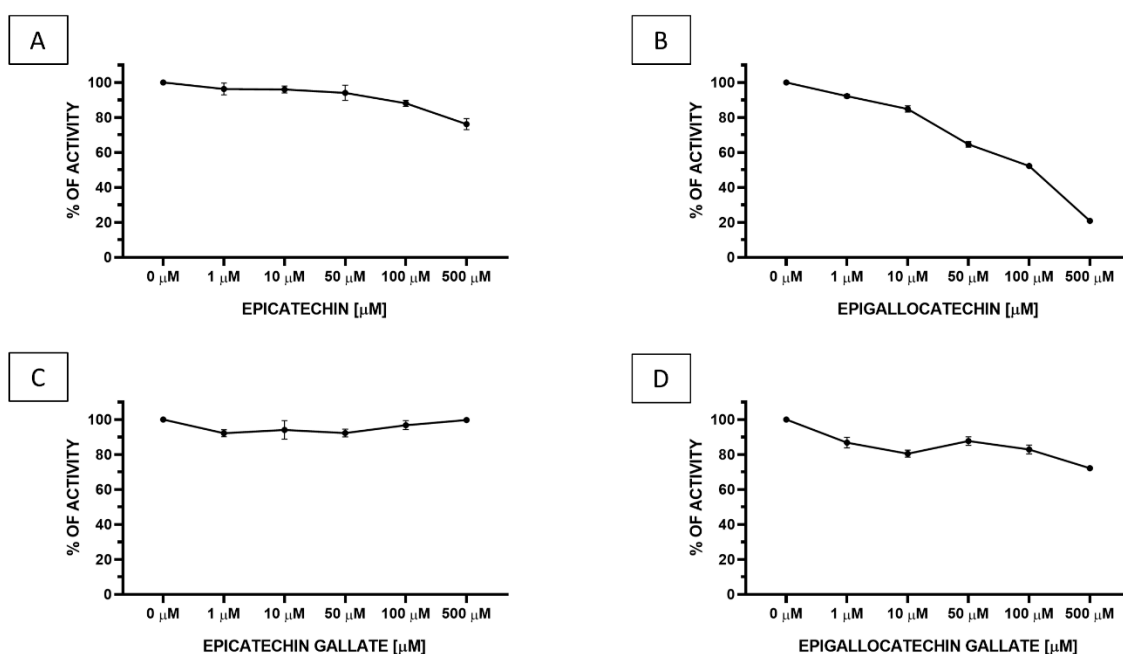 A
% OF ACTIVITY
100
80
60
40
20
0
0 μM 1 μM 10 μM 50 μM 100 μM 500 μM
EPICATECHIN [μM]
B
% OF ACTIVITY
100
80
60
40
20
0
0 μM 1 μM 10 μM 50 μM 100 μM 500 μM
EPIGALLOCATECHIN [μM]
C
% OF ACTIVITY
100
80
60
40
20
0
0 μM 1 μM 10 μM 50 μM 100 μM 500 μM
EPICATECHIN GALLATE [μM]
D
% OF ACTIVITY
100
80
60
40
20
0
0 μM 1 μM 10 μM 50 μM 100 μM 500 μM
EPIGALLOCATECHIN GALLATE [μM]